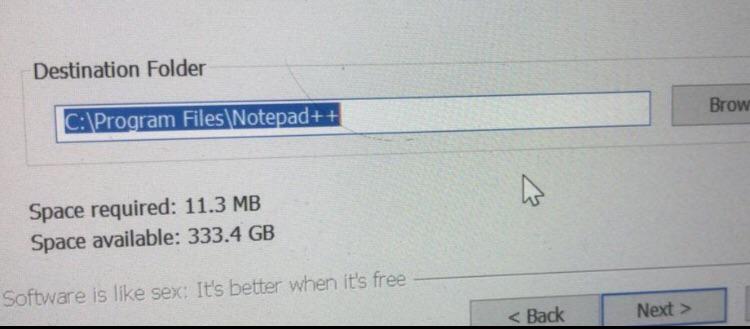 Destination Folder
C:\Program Files\Notepad++
Brow
Space required: 11.3 MB
Space available: 333.4 GB
Software is like sex: It's better when it's free
< Back
Next >